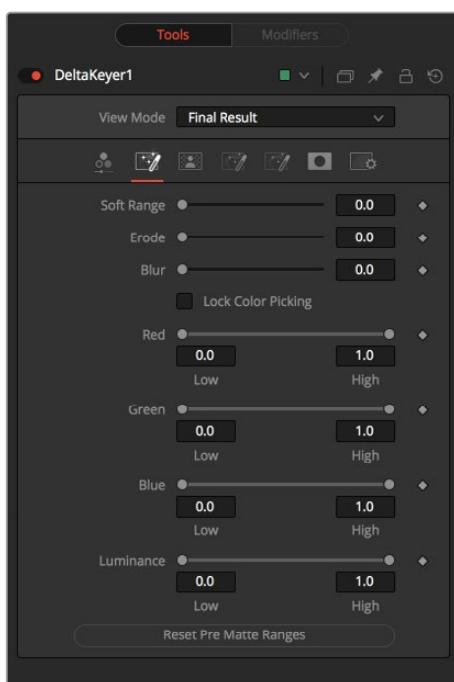 Tools Modifiers
DeltaKeyer1
View Mode Final Result
Soft Range 0.0
Erode 0.0
Blur 0.0
Lock Color Picking
Red
0.0 1.0
Low High
Green
0.0 1.0
Low High
Blue
0.0 1.0
Low High
Luminance
0.0 1.0
Low High
Reset Pre Matte Ranges